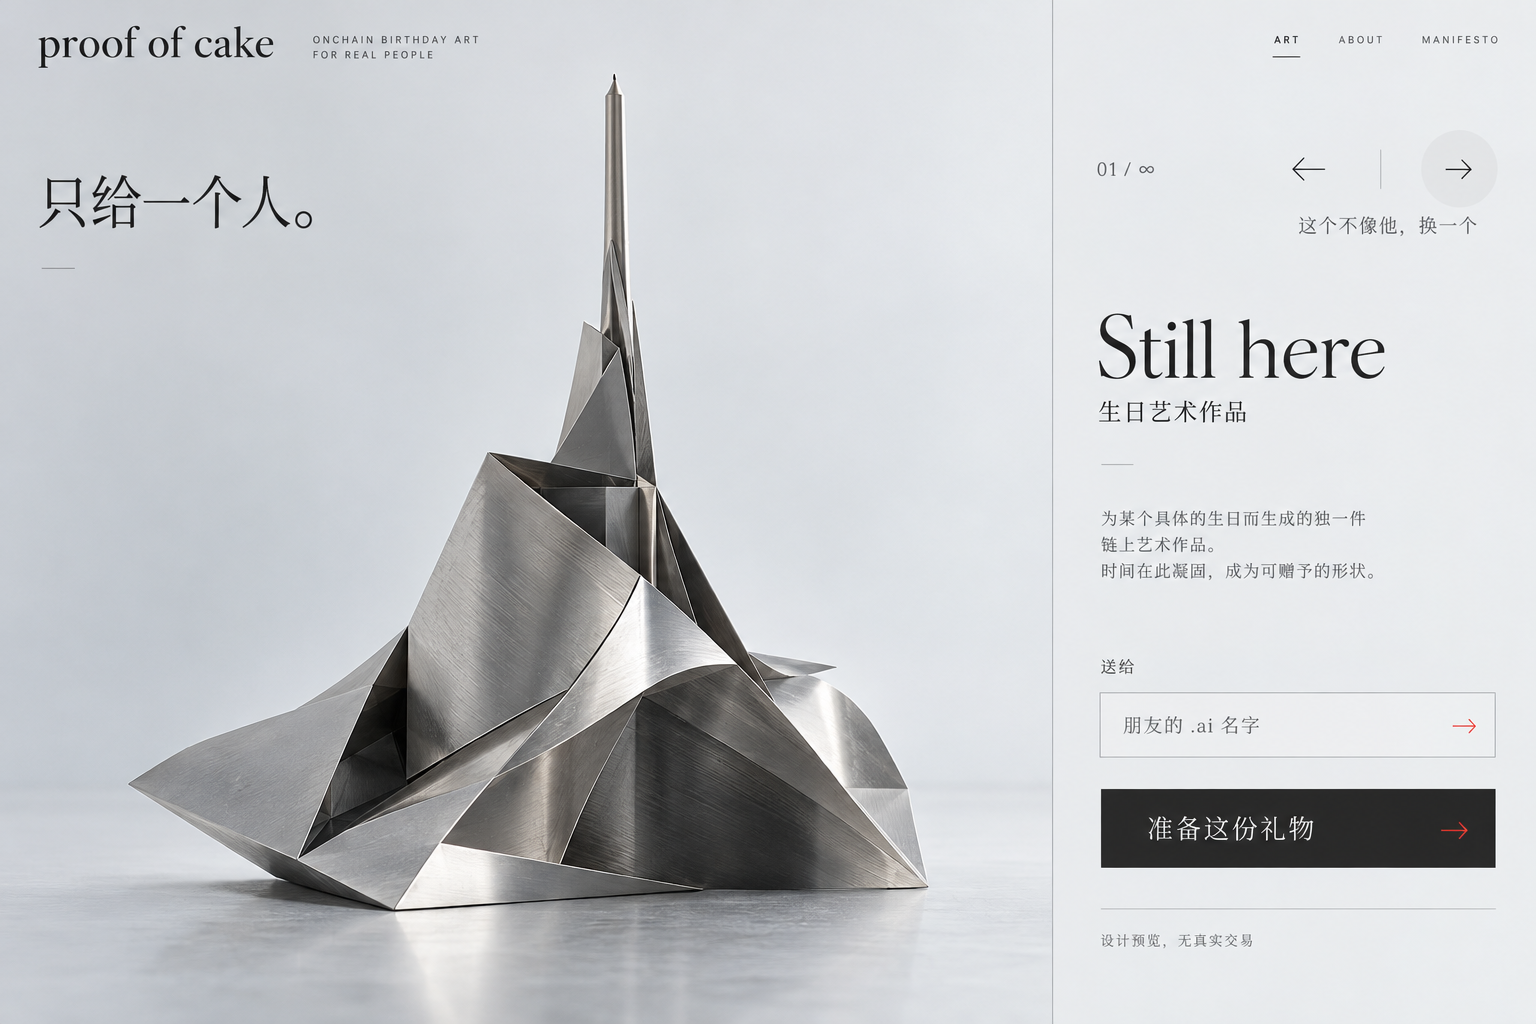 proof of cake
ONCHAIN BIRTHDAY ART
FOR REAL PEOPLE
ART
ABOUT
MANIFESTO
只给一个人。
01 / ∞
这个不像他，换一个
Still here
生日艺术作品
为某个具体的生日而生成的独一件
链上艺术作品。
时间在此凝固，成为可赠予的形状。
送给
朋友的 .ai 名字
准备这份礼物
设计预览，无真实交易